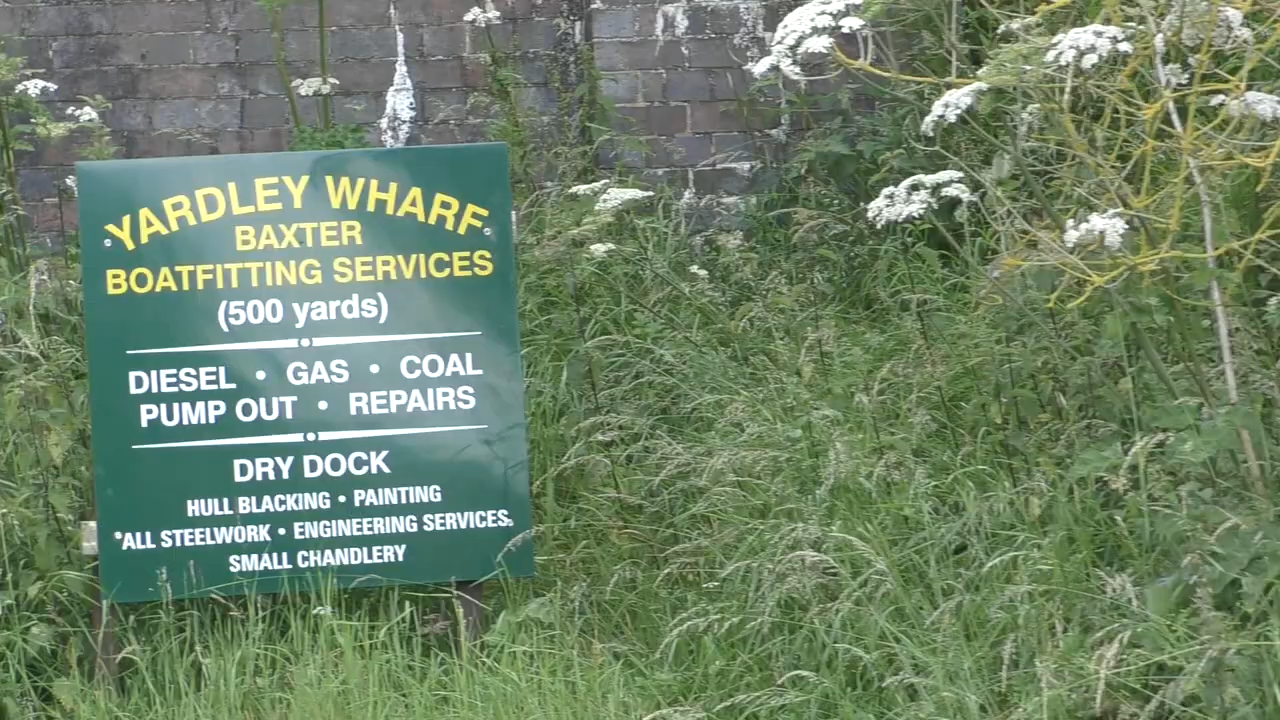 YARDLEY WHARF
BAXTER
BOATFITTING SERVICES
(500 yards)
DIESEL • GAS • COAL
PUMP OUT • REPAIRS
DRY DOCK
HULL BLACKING • PAINTING
ALL STEELWORK • ENGINEERING SERVICES
SMALL CHANDLERY